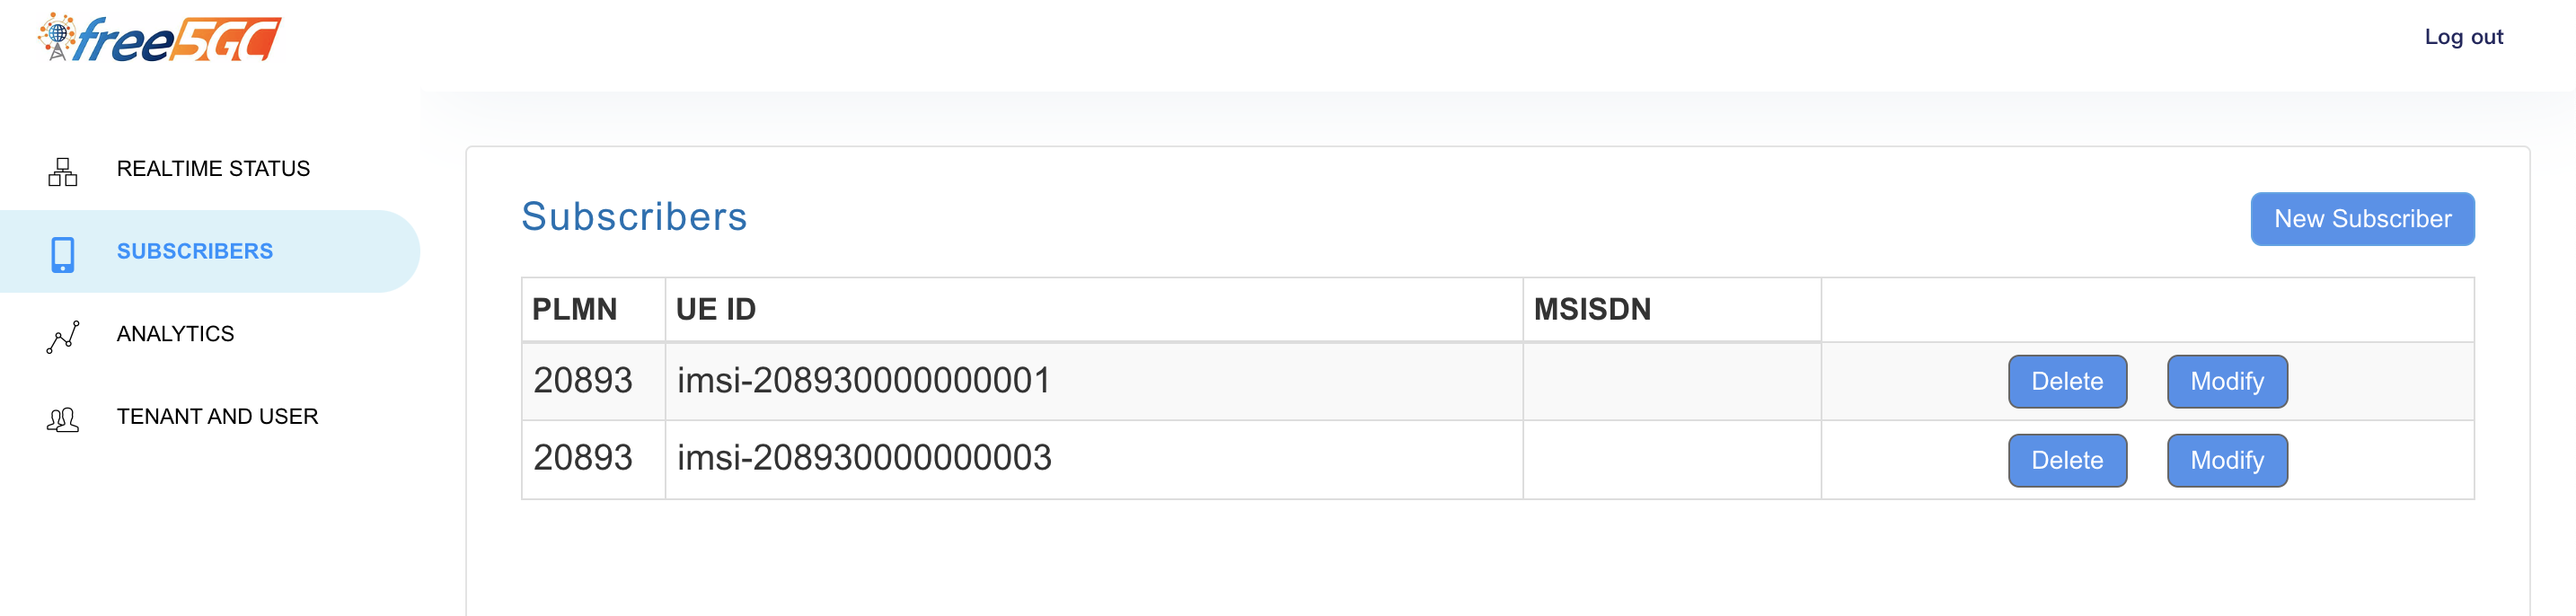 free5GC
Log out
REALTIME STATUS
SUBSCRIBERS
ANALYTICS
TENANT AND USER
Subscribers
New Subscriber
PLMN UE ID MSISDN
20893 imsi-208930000000001 Delete Modify
20893 imsi-208930000000003 Delete Modify